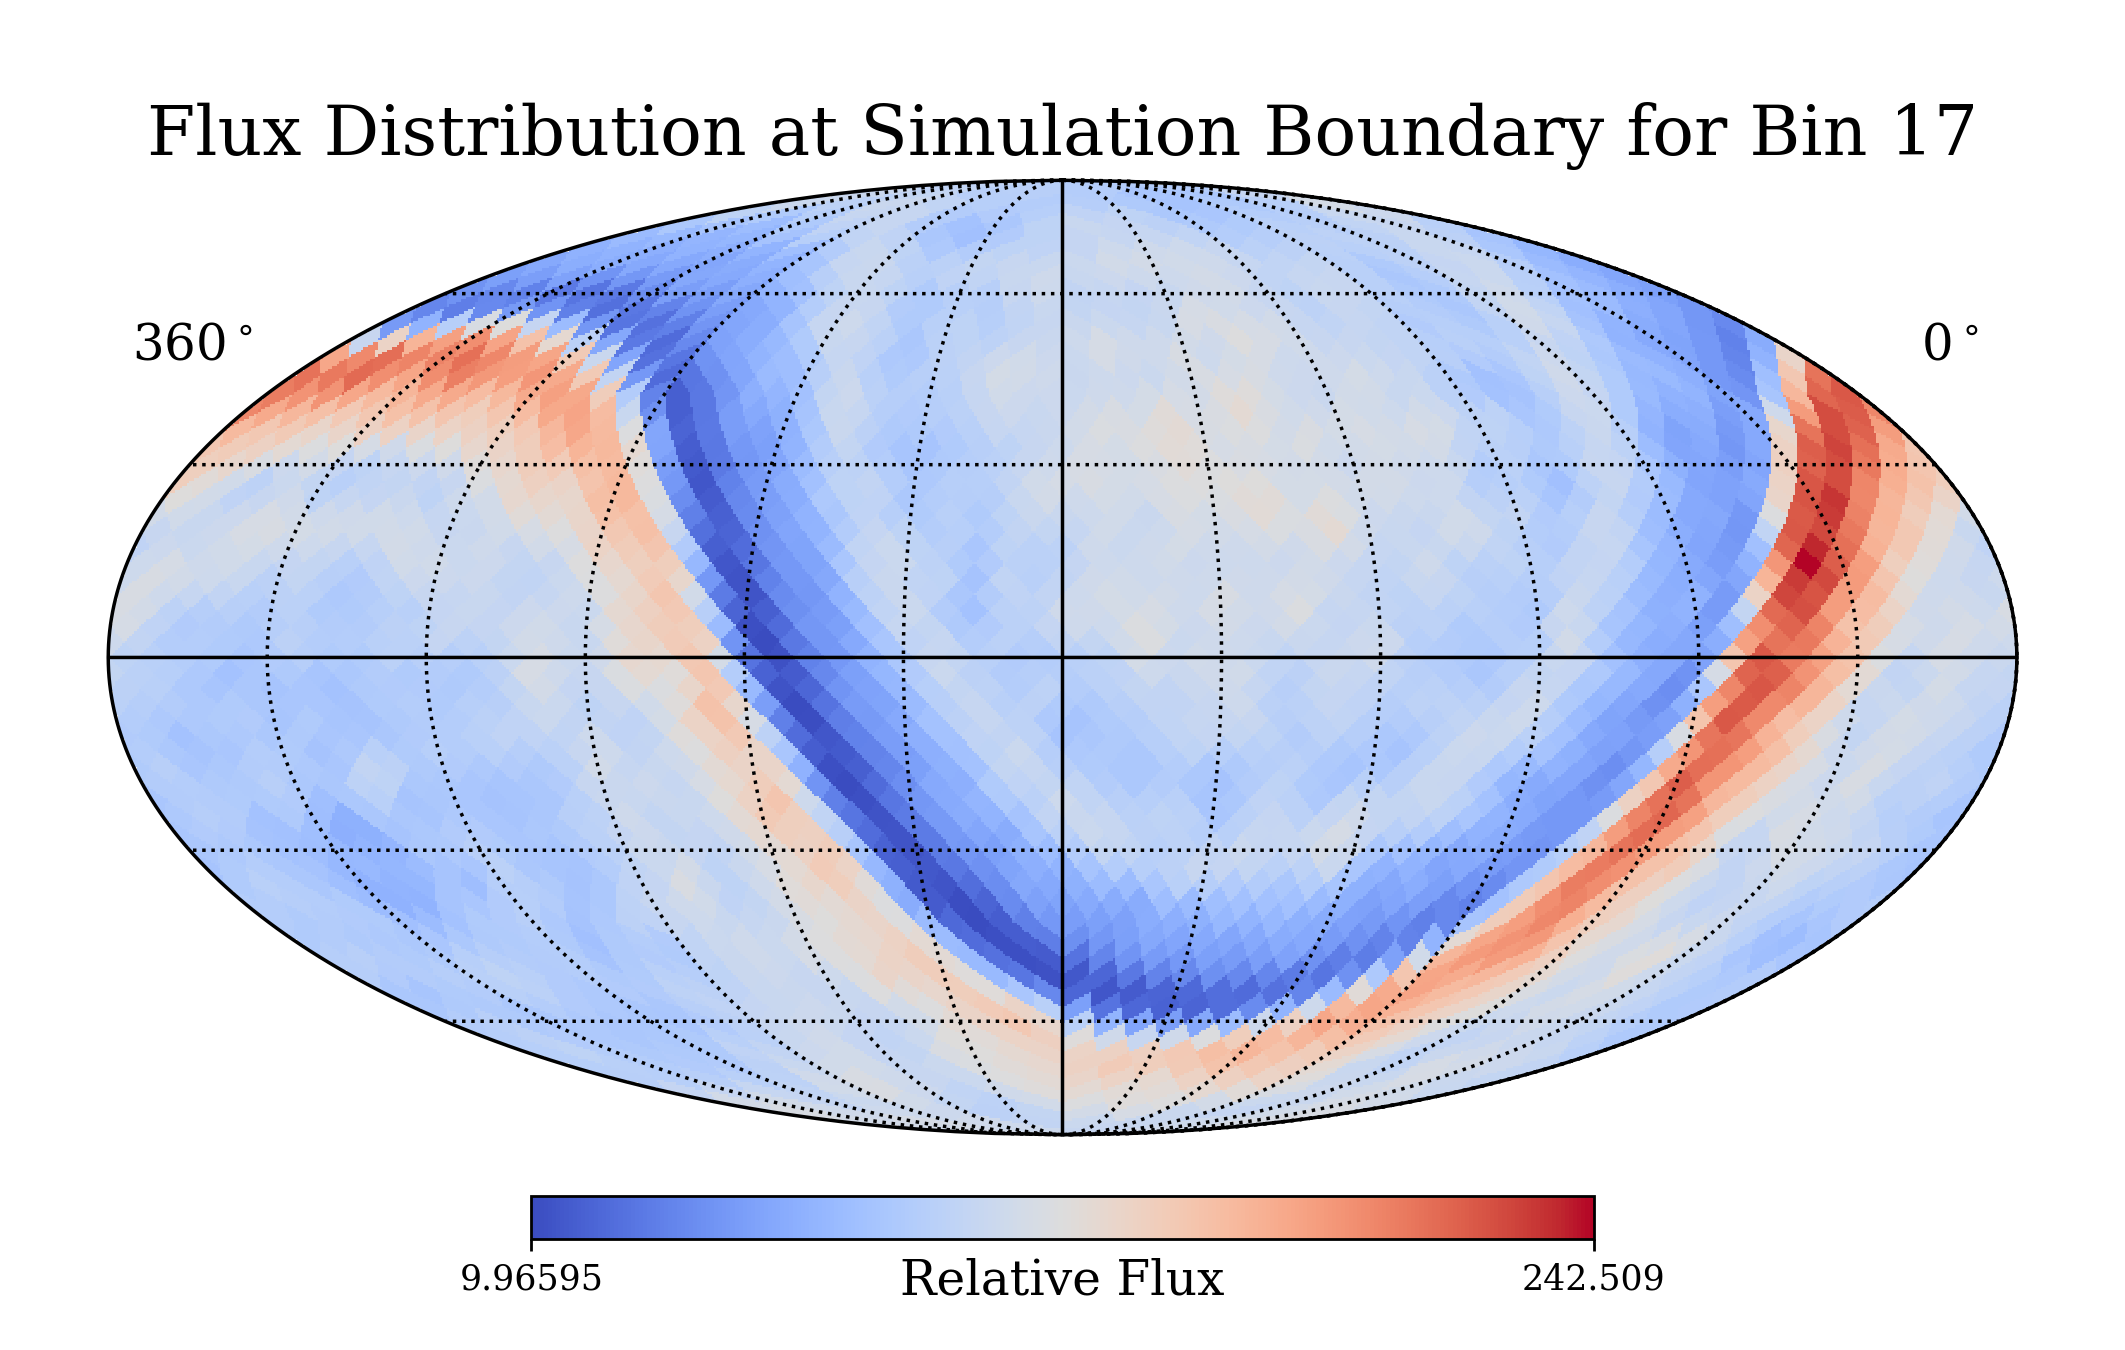 Flux Distribution at Simulation Boundary for Bin 17
360°
0°
9.96595
Relative Flux
242.509